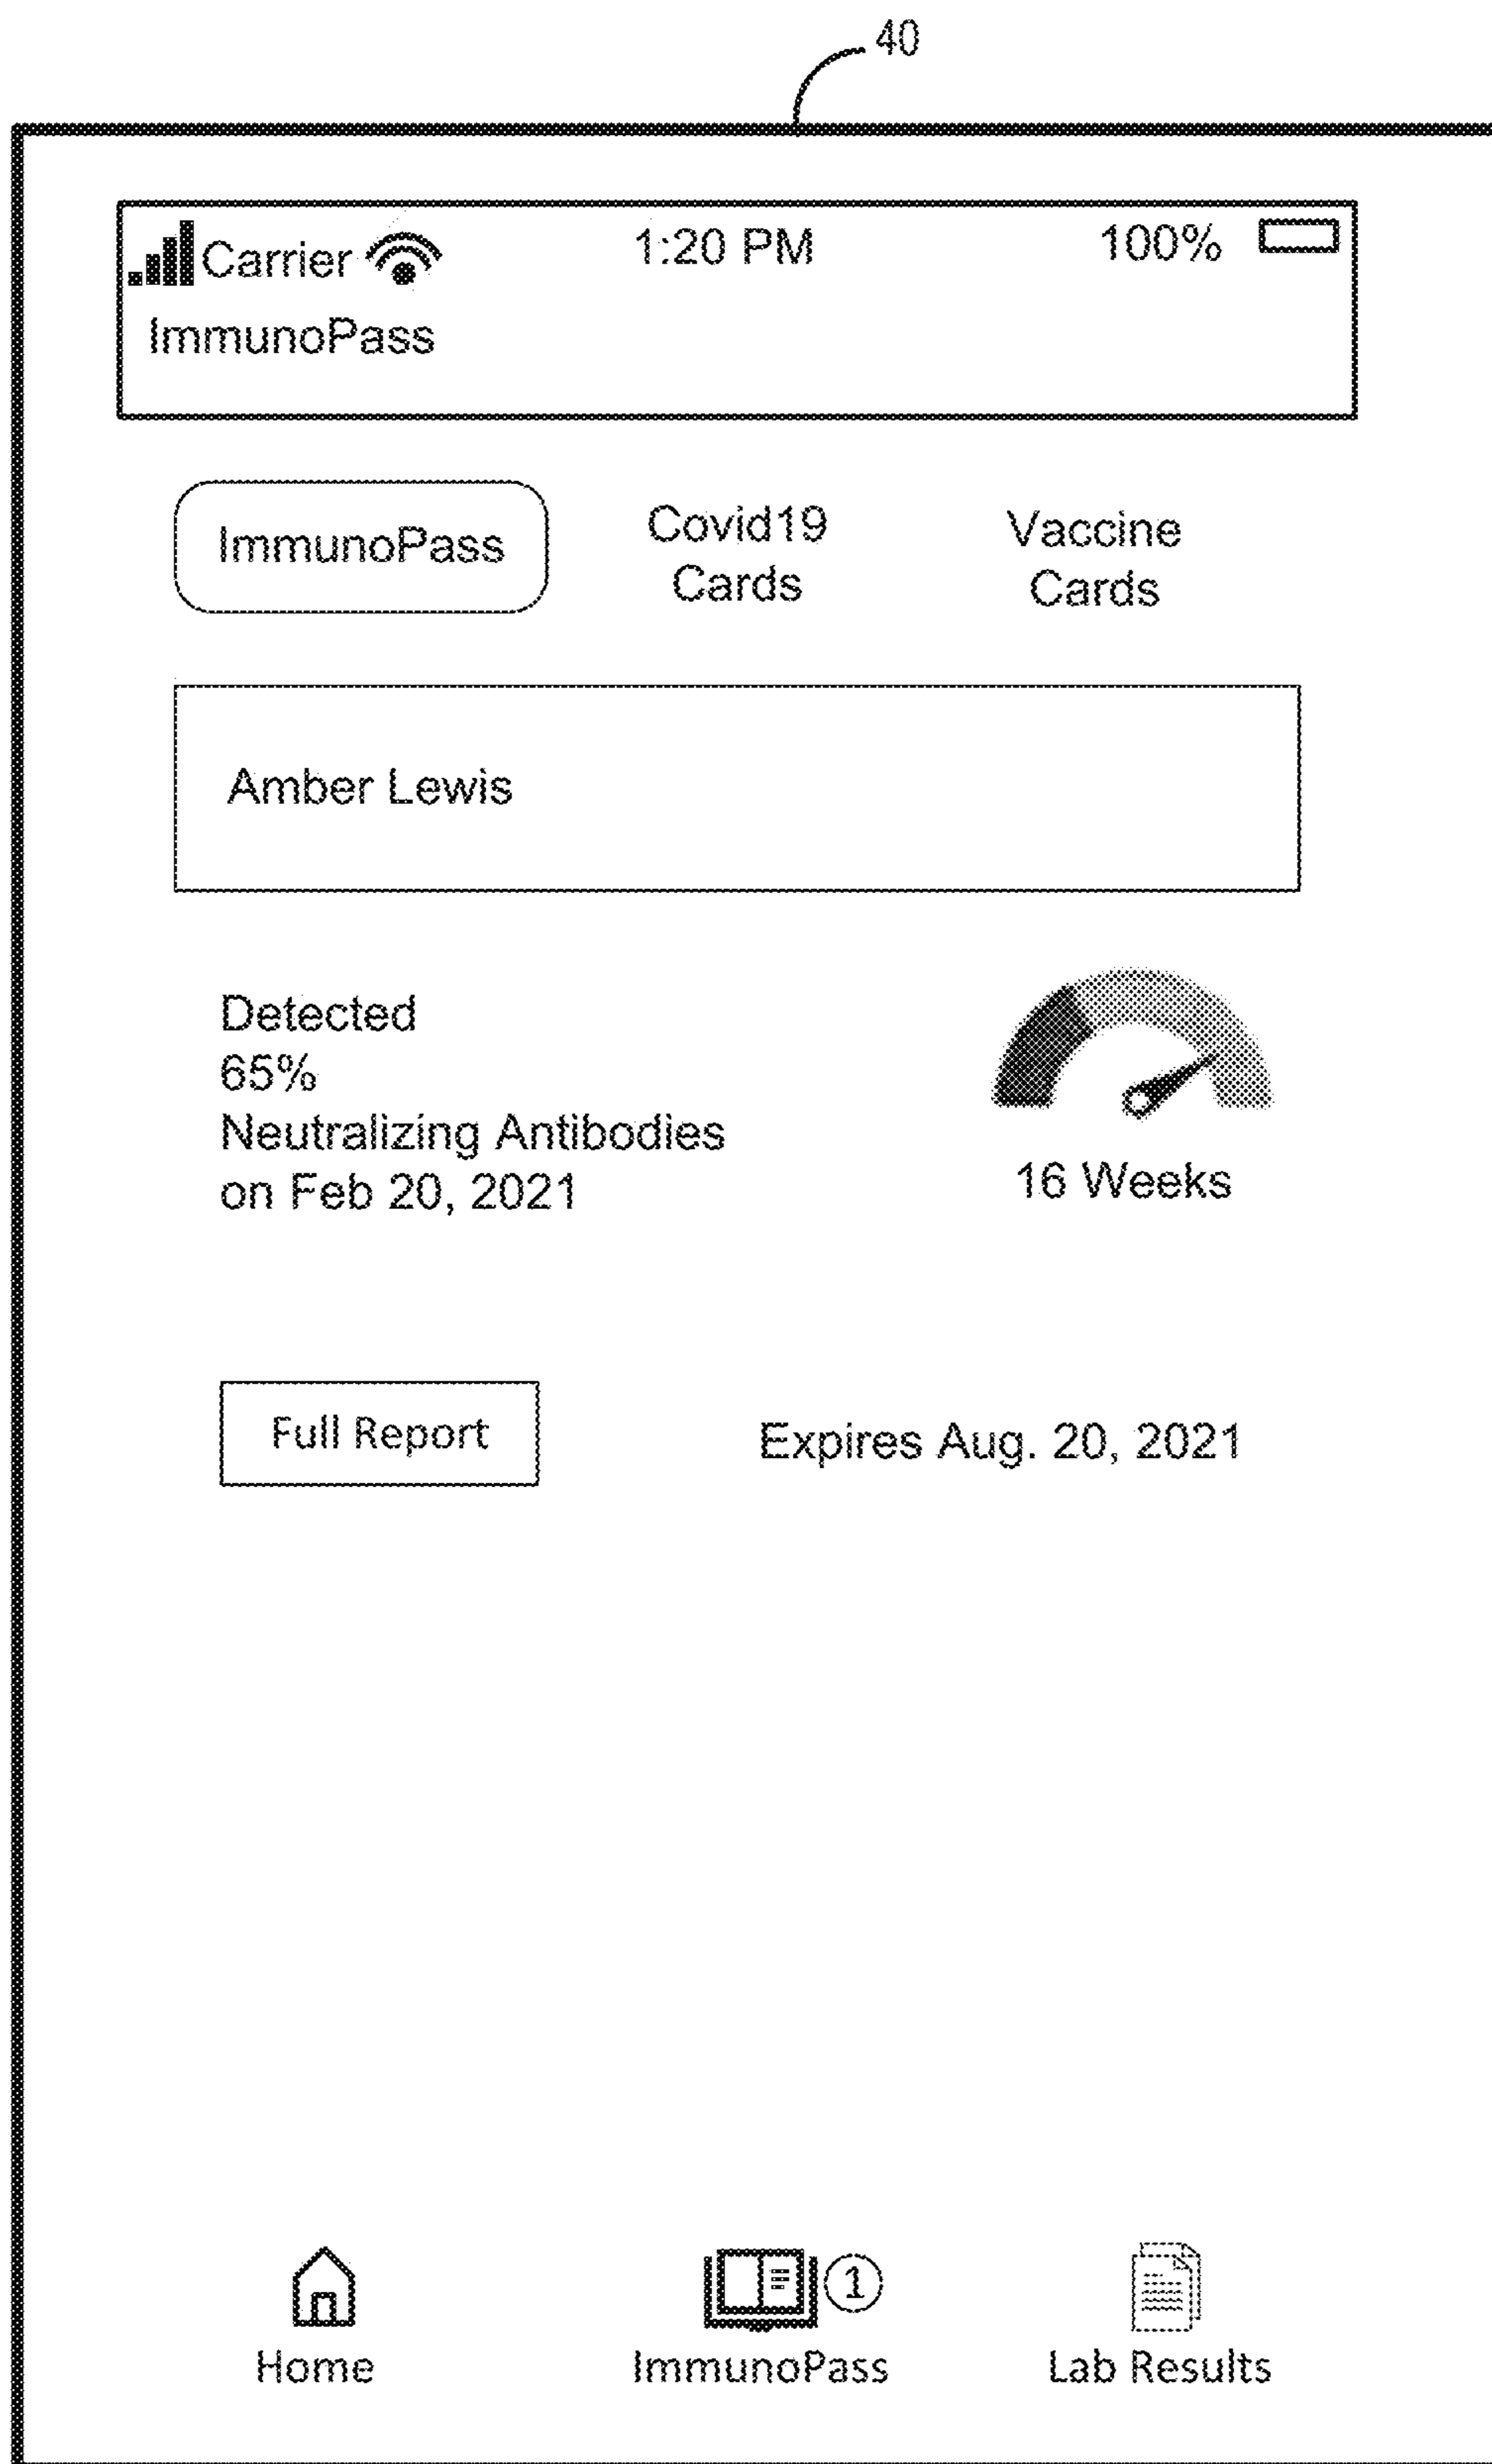 40
Carrier 1:20 PM 100%
ImmunoPass
ImmunoPass
Covid19
Cards
Vaccine
Cards
Amber Lewis
Detected
65%
Neutralizing Antibodies
on Feb 20, 2021
16 Weeks
Full Report
Expires Aug. 20, 2021
1
Home
ImmunoPass
Lab Results